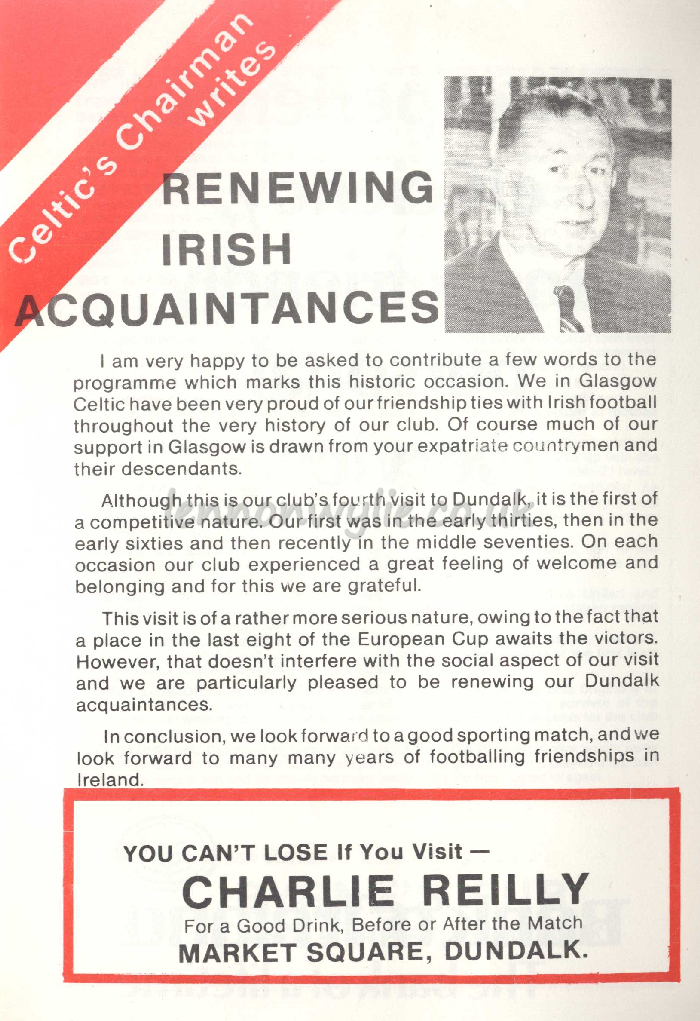 Celtic's Chairman
writes
RENEWING
IRISH
ACQUAINTANCES
I am very happy to be asked to contribute a few words to the
programme which marks this historic occasion. We in Glasgow
Celtic have been very proud of our friendship ties with Irish football
throughout the very history of our club. Of course much of our
support in Glasgow is drawn from your expatriate countrymen and
their descendants.
Although this is our club's fourth visit to Dundalk, it is the first of
a competitive nature. Our first was in the early thirties, then in the
early sixties and then recently in the middle seventies. On each
occasion our club experienced a great feeling of welcome and
belonging and for this we are grateful.
lennonwylie.co.uk
This visit is of a rather more serious nature, owing to the fact that
a place in the last eight of the European Cup awaits the victors.
However, that doesn't interfere with the social aspect of our visit
and we are particularly pleased to be renewing our Dundalk
acquaintances.
In conclusion, we look forward to a good sporting match, and we
look forward to many many years of footballing friendships in
Ireland.
YOU CAN'T LOSE If You Visit —
CHARLIE REILLY
For a Good Drink, Before or After the Match
MARKET SQUARE, DUNDALK.